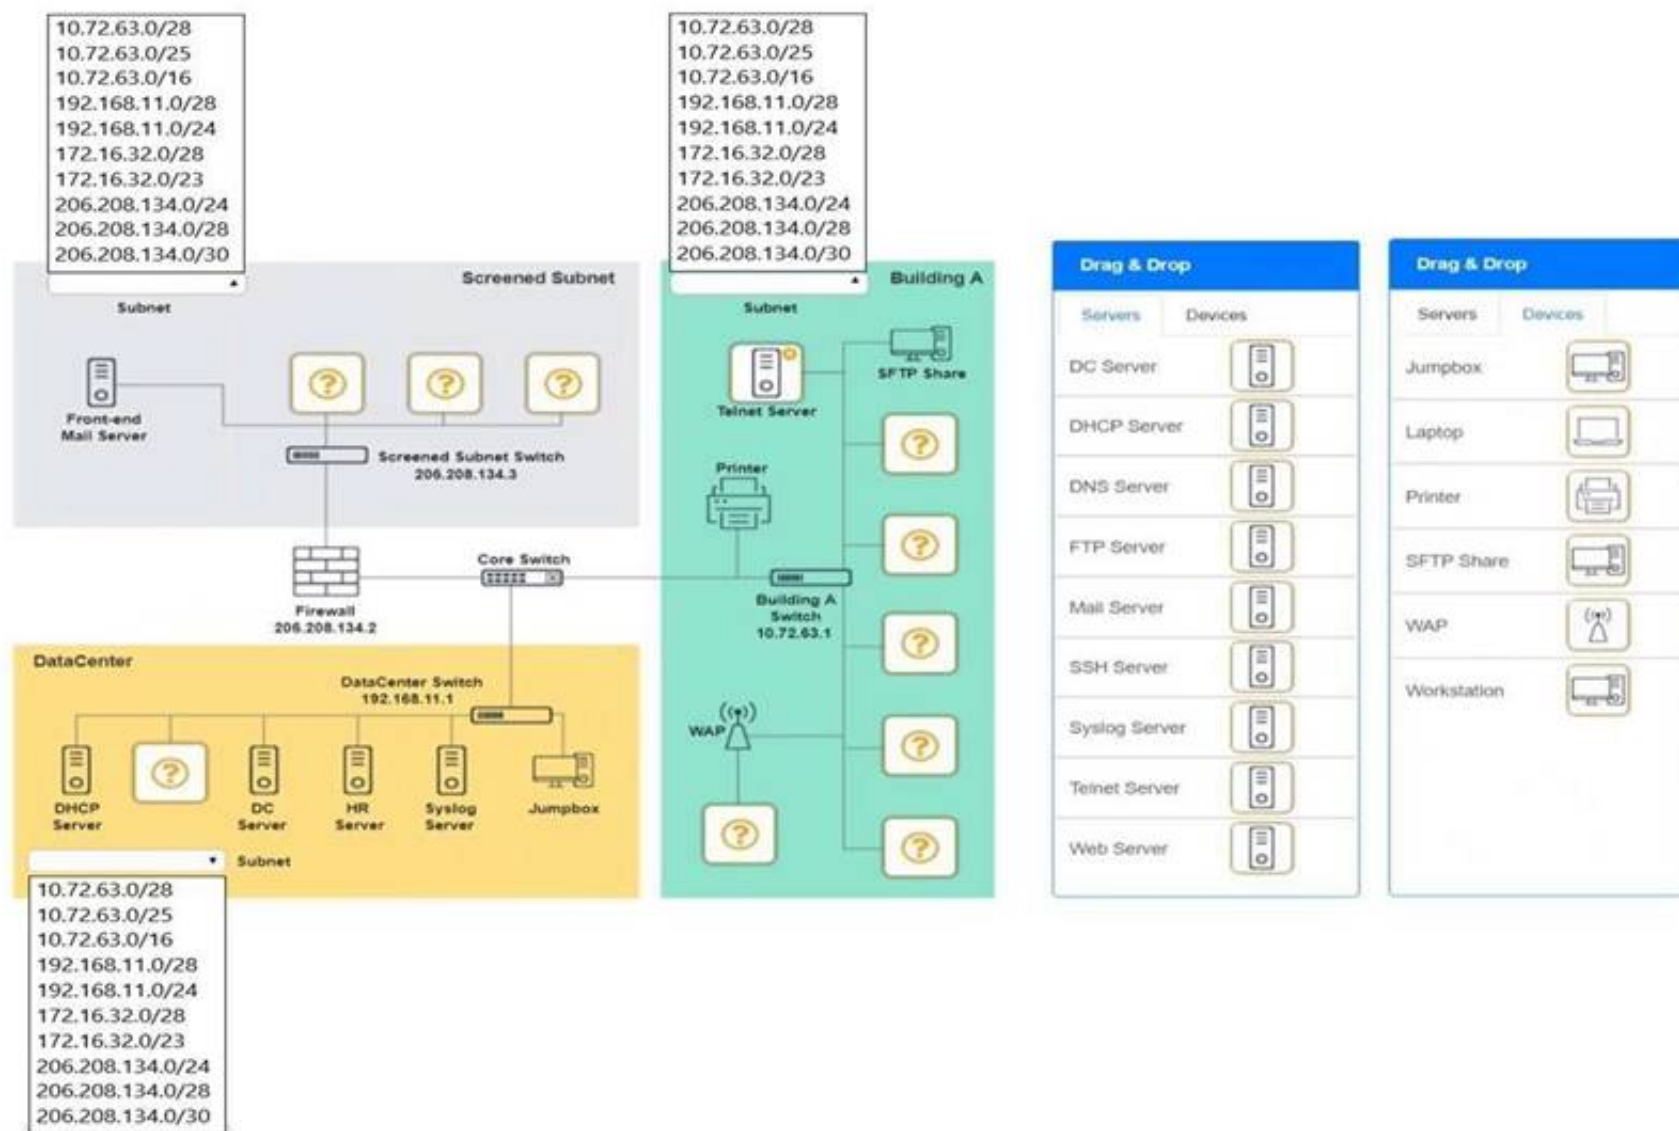 10.72.63.0/28
10.72.63.0/25
10.72.63.0/16
192.168.11.0/28
192.168.11.0/24
172.16.32.0/28
172.16.32.0/23
206.208.134.0/24
206.208.134.0/28
206.208.134.0/30
Subnet
Screened Subnet
Front-end
Mail Server
?
?
?
Screened Subnet Switch
206.208.134.3
Firewall
206.208.134.2
Core Switch
10.72.63.0/28
10.72.63.0/25
10.72.63.0/16
192.168.11.0/28
192.168.11.0/24
172.16.32.0/28
172.16.32.0/23
206.208.134.0/24
206.208.134.0/28
206.208.134.0/30
Building A
Subnet
Telnet Server
SFTP Share
?
Printer
?
Building A
Switch
10.72.63.1
?
WAP
?
?
?
DataCenter
DataCenter Switch
192.168.11.1
DHCP
Server
?
DC
Server
HR
Server
Syslog
Server
Jumpbox
Subnet
10.72.63.0/28
10.72.63.0/25
10.72.63.0/16
192.168.11.0/28
192.168.11.0/24
172.16.32.0/28
172.16.32.0/23
206.208.134.0/24
206.208.134.0/28
206.208.134.0/30
Drag & Drop
Servers Devices
DC Server
DHCP Server
DNS Server
FTP Server
Mail Server
SSH Server
Syslog Server
Telnet Server
Web Server
Drag & Drop
Servers Devices
Jumpbox
Laptop
Printer
SFTP Share
WAP
Workstation